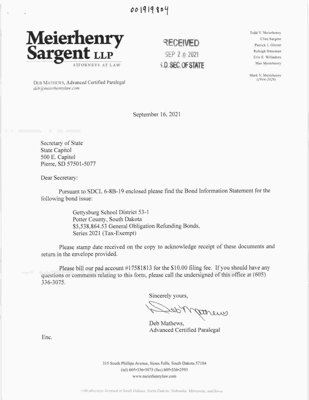 001919804
Meierhenry
Sargent LLP
ATTORNEYS AT LAW
RECEIVED
SEP 2021
S.D. SEC. OF STATE
Todd V. Meierhenry
Clint Sargent
Patrick J. Glover
Raleigh Hansman
Erin E. Willadsen
Mark V. Meierhenry
Deb Mathews, Advanced Certified Paralegal
deb@meierhenrylaw.com
September 16, 2021
Secretary of State
State Capitol
500 E. Capitol
Pierre, SD 57501-5077
Dear Secretary:
Pursuant to SDCL 6-8B-19 enclosed please find the Bond Information Statement for the
following bond issue:
Gettysburg School District 53-1
Potter County, South Dakota
$5,538,864.53 General Obligation Refunding Bonds,
Series 2021 (Tax-Exempt)
Please stamp date received on the copy to acknowledge receipt of these documents and
return in the envelope provided.
Please bill our pad account #17581813 for the $10.00 filing fee. If you should have any
questions or comments relating to this form, please call the undersigned of this office at (605)
336-3075.
Sincerely yours,
Deb Mathews
Deb Mathews,
Advanced Certified Paralegal
Enc.
315 South Phillips Avenue, Sioux Falls, South Dakota 57104
(tel) 605-336-3075 (fax) 605-336-2593
www.meierhenrylaw.com